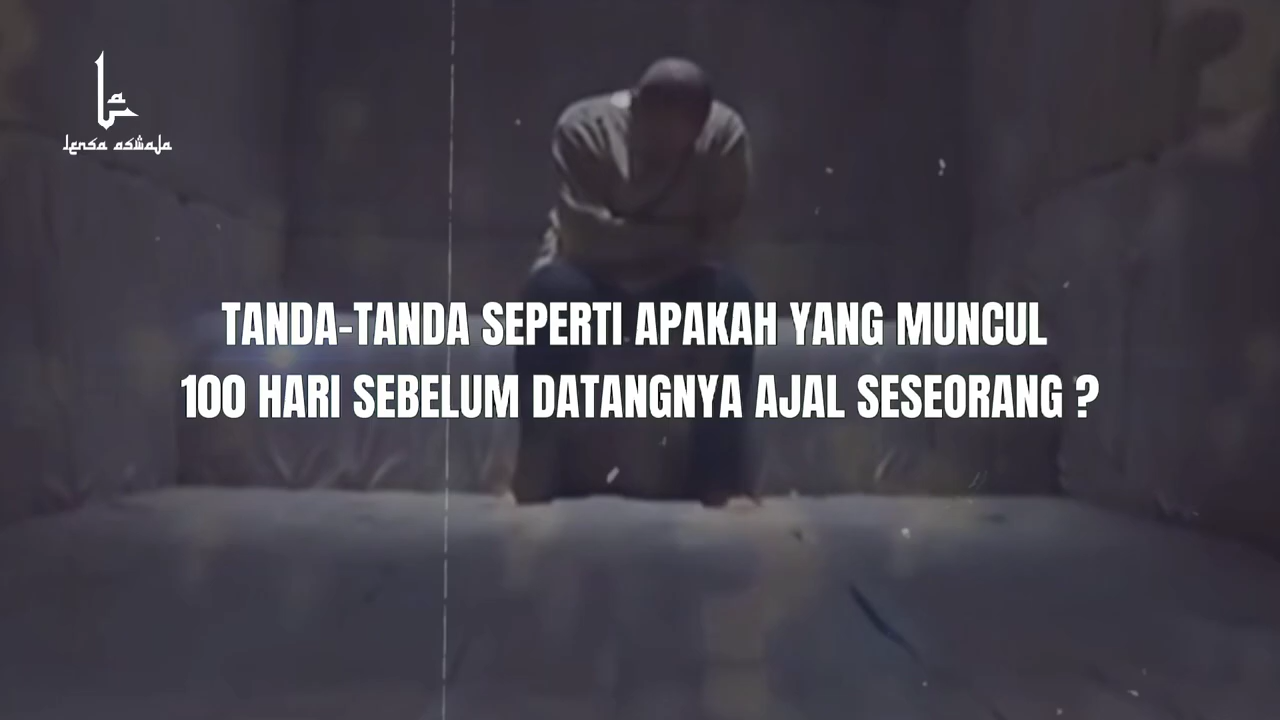 lensa aswaja
TANDA-TANDA SEPERTI APAKAH YANG MUNCUL
100 HARI SEBELUM DATANGNYA AJAL SESEORANG ?